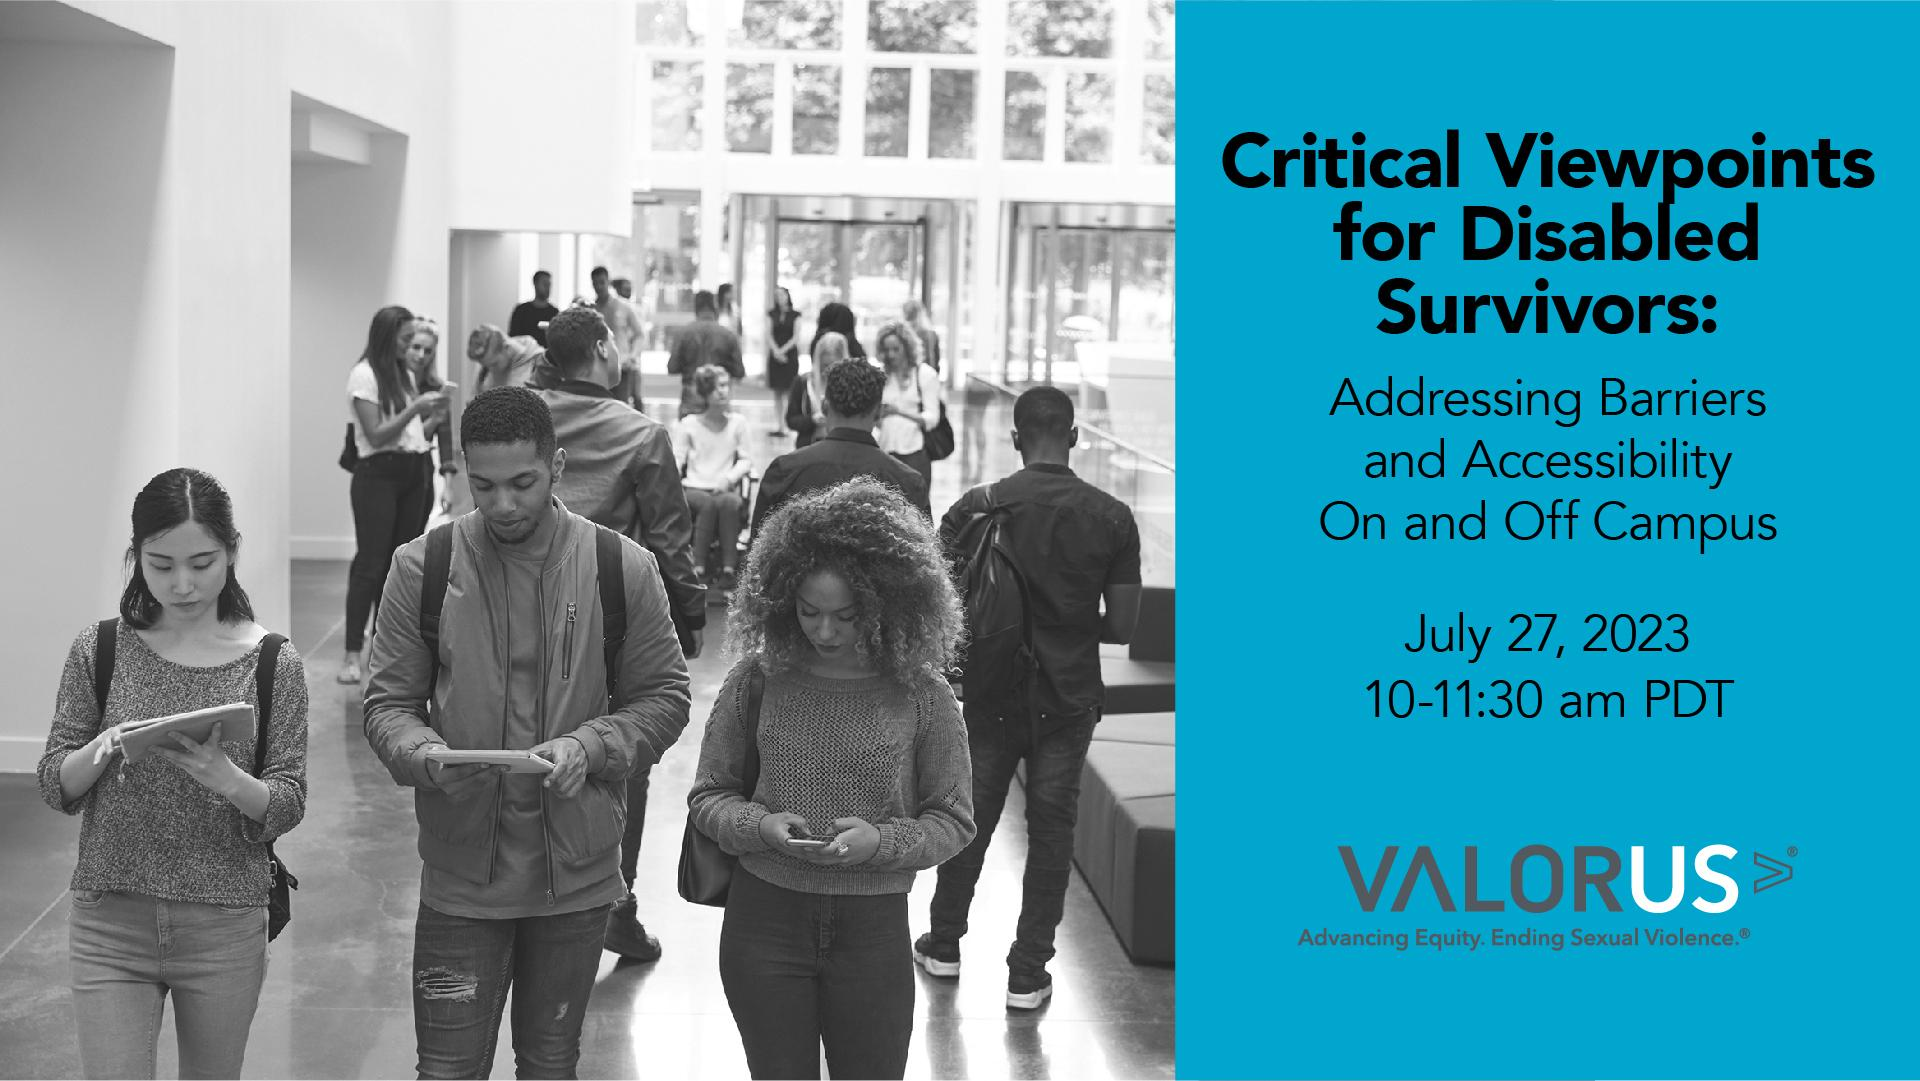 Critical Viewpoints
for Disabled
Survivors:
Addressing Barriers
and Accessibility
On and Off Campus
July 27, 2023
10-11:30 am PDT
VALORUS®
Advancing Equity. Ending Sexual Violence.®